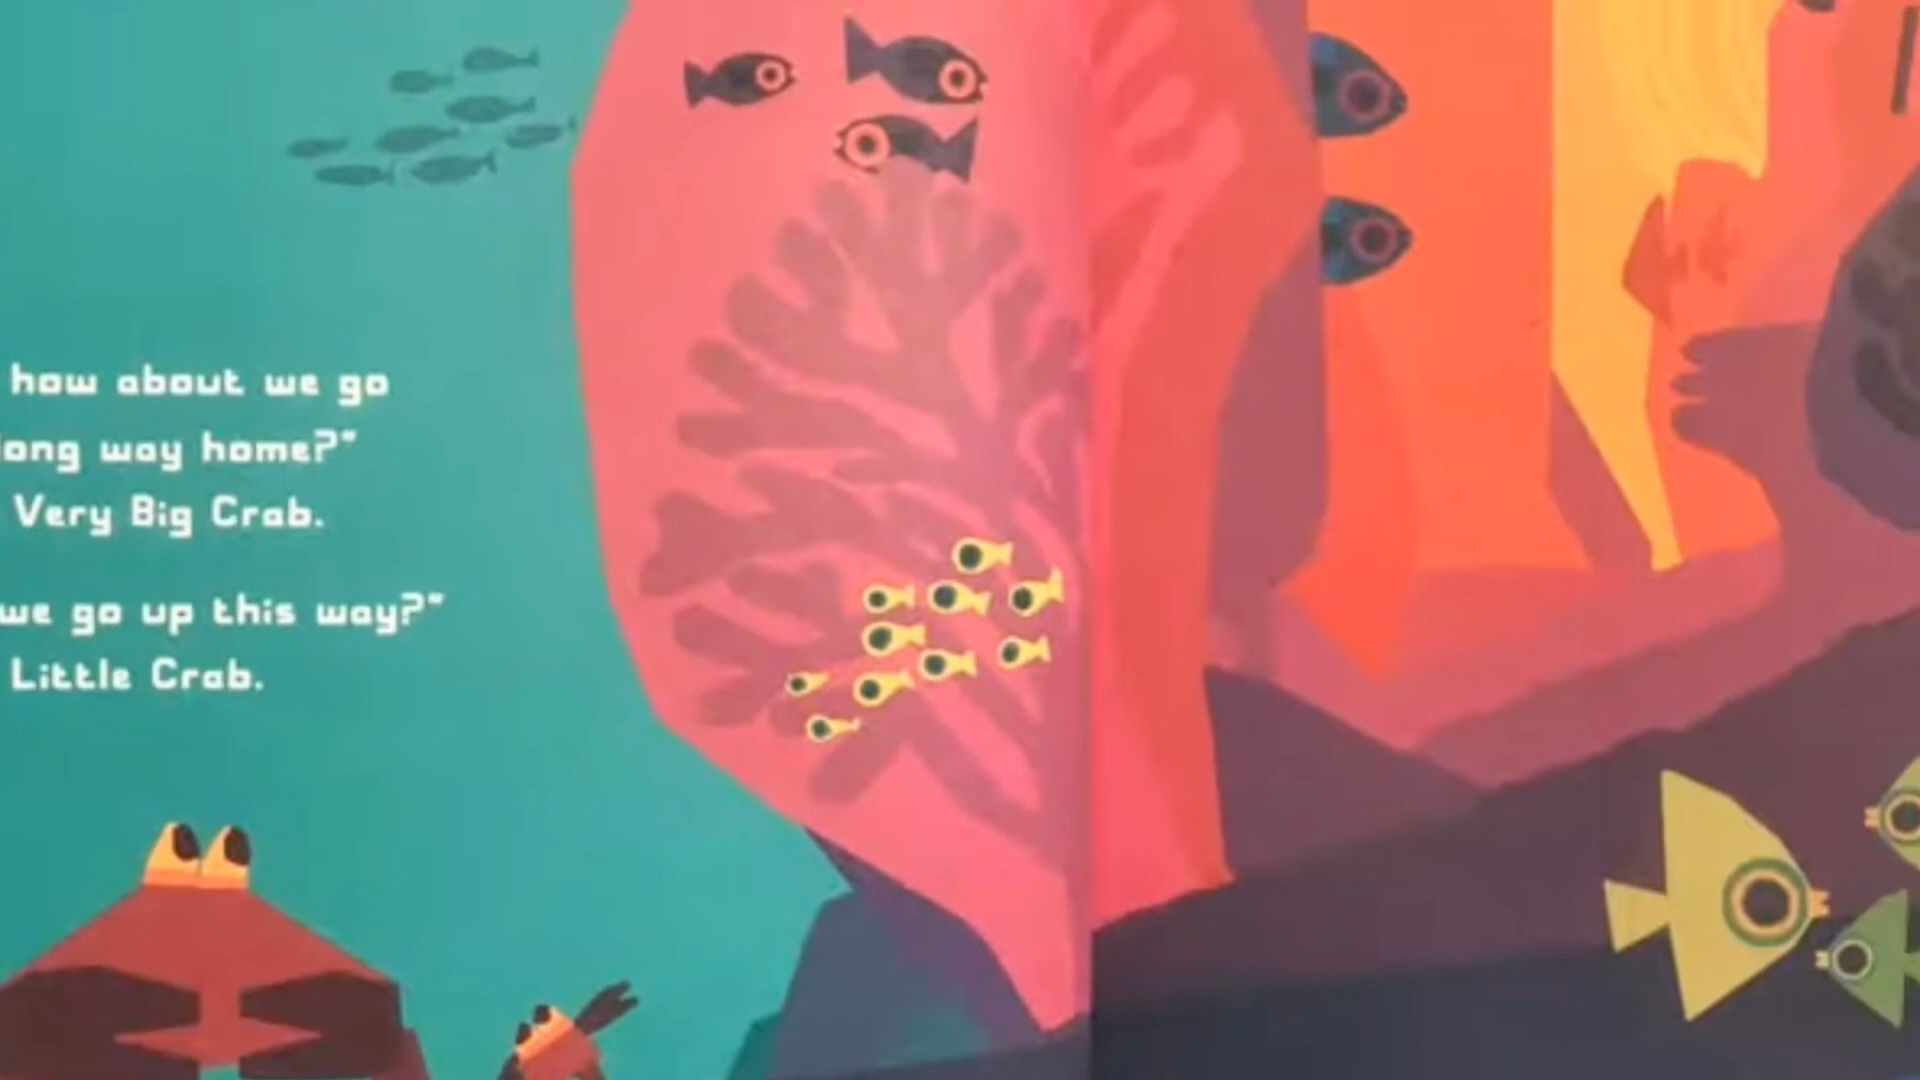 how about we go
long way home?"
Very Big Crab.
we go up this way?"
Little Crab.